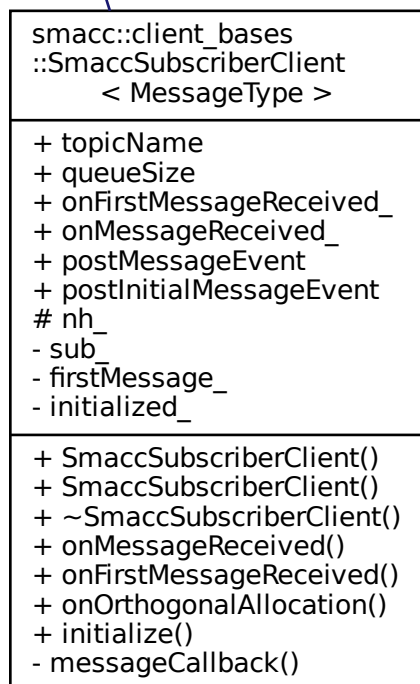 smacc::client_bases
::SmaccSubscriberClient
< MessageType >
+ topicName
+ queueSize
+ onFirstMessageReceived_
+ onMessageReceived_
+ postMessageEvent
+ postInitialMessageEvent
# nh_
- sub_
- firstMessage_
- initialized_
+ SmaccSubscriberClient()
+ SmaccSubscriberClient()
+ ~SmaccSubscriberClient()
+ onMessageReceived()
+ onFirstMessageReceived()
+ onOrthogonalAllocation()
+ initialize()
- messageCallback()